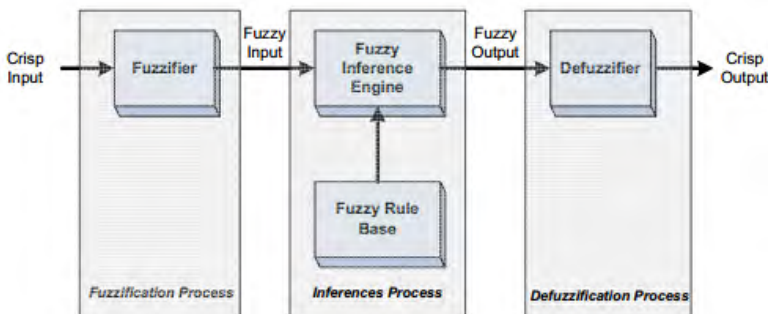 Crisp
Input
Fuzzifier
Fuzzy
Input
Fuzzy
Inference
Engine
Fuzzy
Output
Defuzzifier
Crisp
Output
Fuzzy Rule
Base
Fuzzification Process
Inferences Process
Defuzzification Process